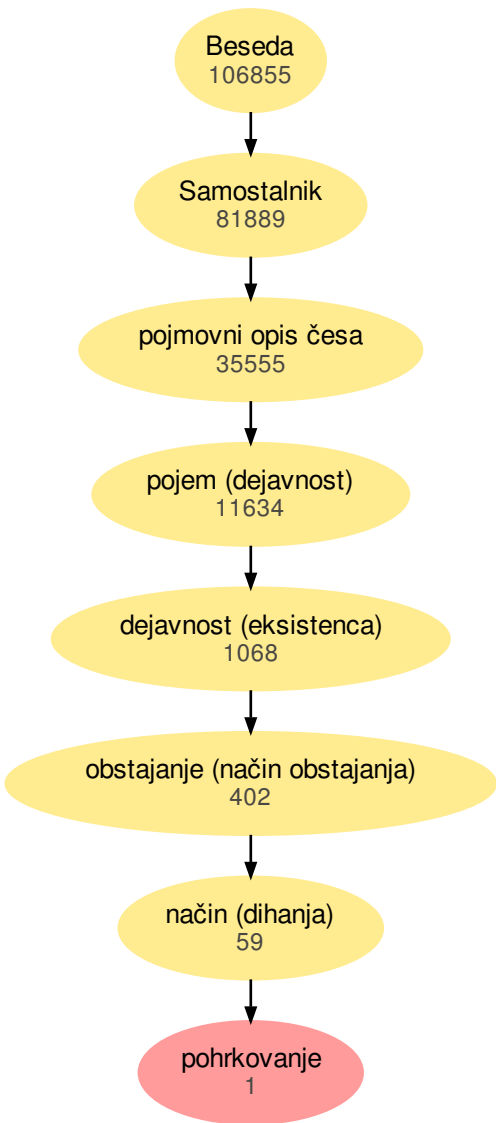 Beseda
106855
Samostalnik
81889
pojmovni opis česa
35555
pojem (dejavnost)
11634
dejavnost (eksistenca)
1068
obstajanje (način obstajanja)
402
način (dihanja)
59
pohrkovanje
1